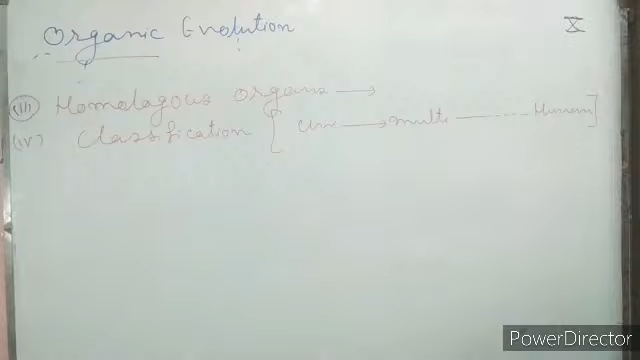 Organic Evolution X
(III) Homologous organs →
(IV) Classification [ Uni → multi ------ Human ]
PowerDirector